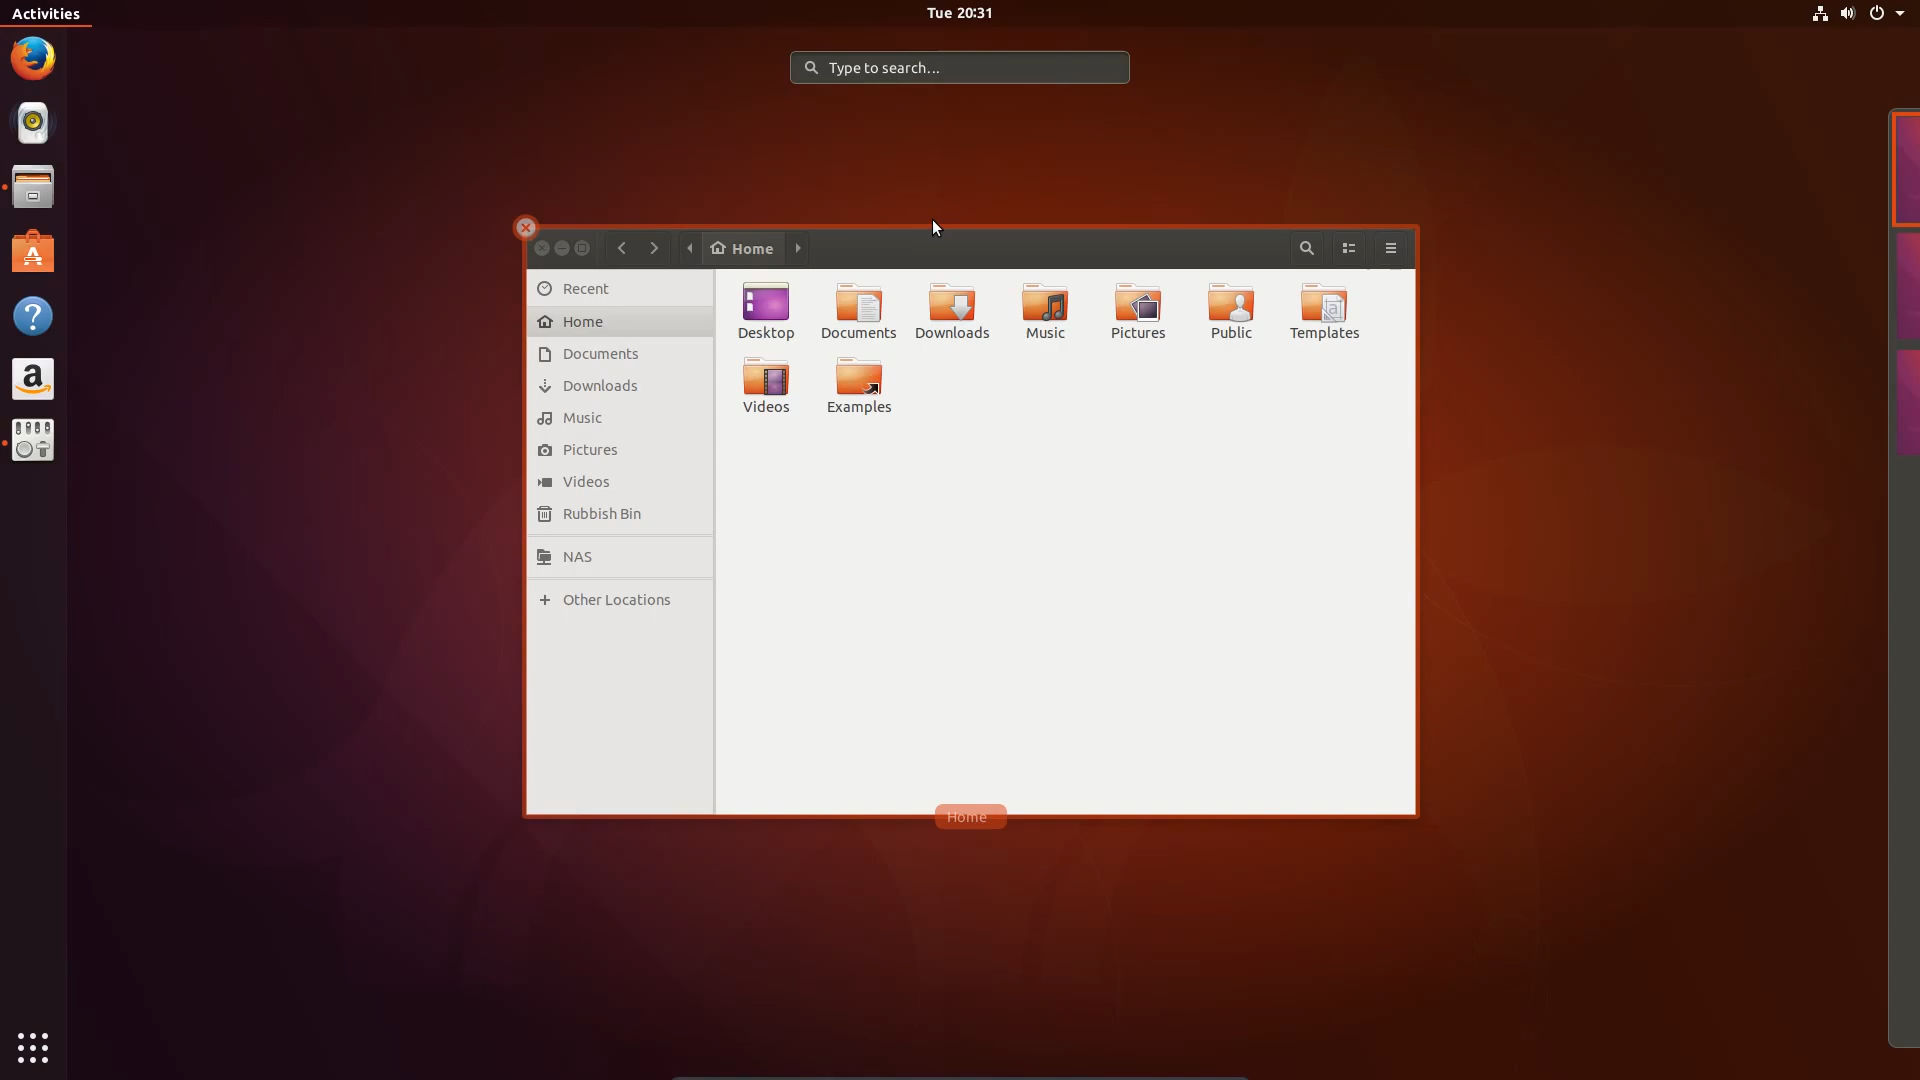 Activities
Tue 20:31
Type to search...
Home
Recent
Home
Documents
Downloads
Music
Pictures
Videos
Rubbish Bin
NAS
Other Locations
Desktop
Documents
Downloads
Music
Pictures
Public
Templates
Videos
Examples
Home